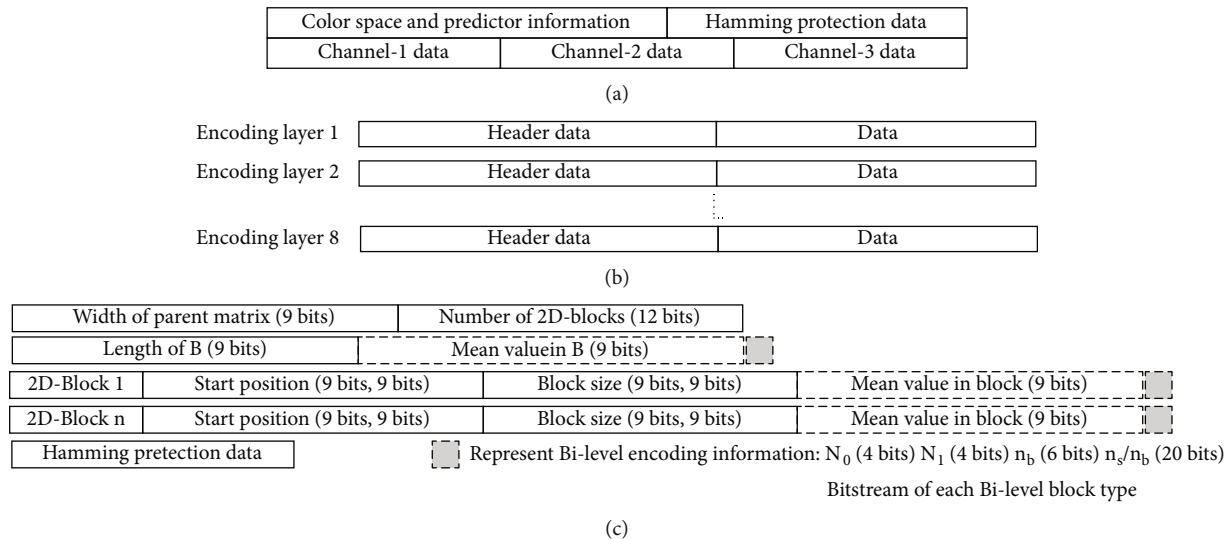 Color space and predictor information Hamming protection data
Channel-1 data Channel-2 data Channel-3 data
(a)
Encoding layer 1 Header data Data
Encoding layer 2 Header data Data
Encoding layer 8 Header data Data
(b)
Width of parent matrix (9 bits) Number of 2D-blocks (12 bits)
Length of B (9 bits) Mean valuein B (9 bits)
2D-Block 1 Start position (9 bits, 9 bits) Block size (9 bits, 9 bits) Mean value in block (9 bits)
2D-Block n Start position (9 bits, 9 bits) Block size (9 bits, 9 bits) Mean value in block (9 bits)
Hamming pretection data Represent Bi-level encoding information: N₀ (4 bits) N₁ (4 bits) n_b (6 bits) n_s/n_b (20 bits)
Bitstream of each Bi-level block type
(c)